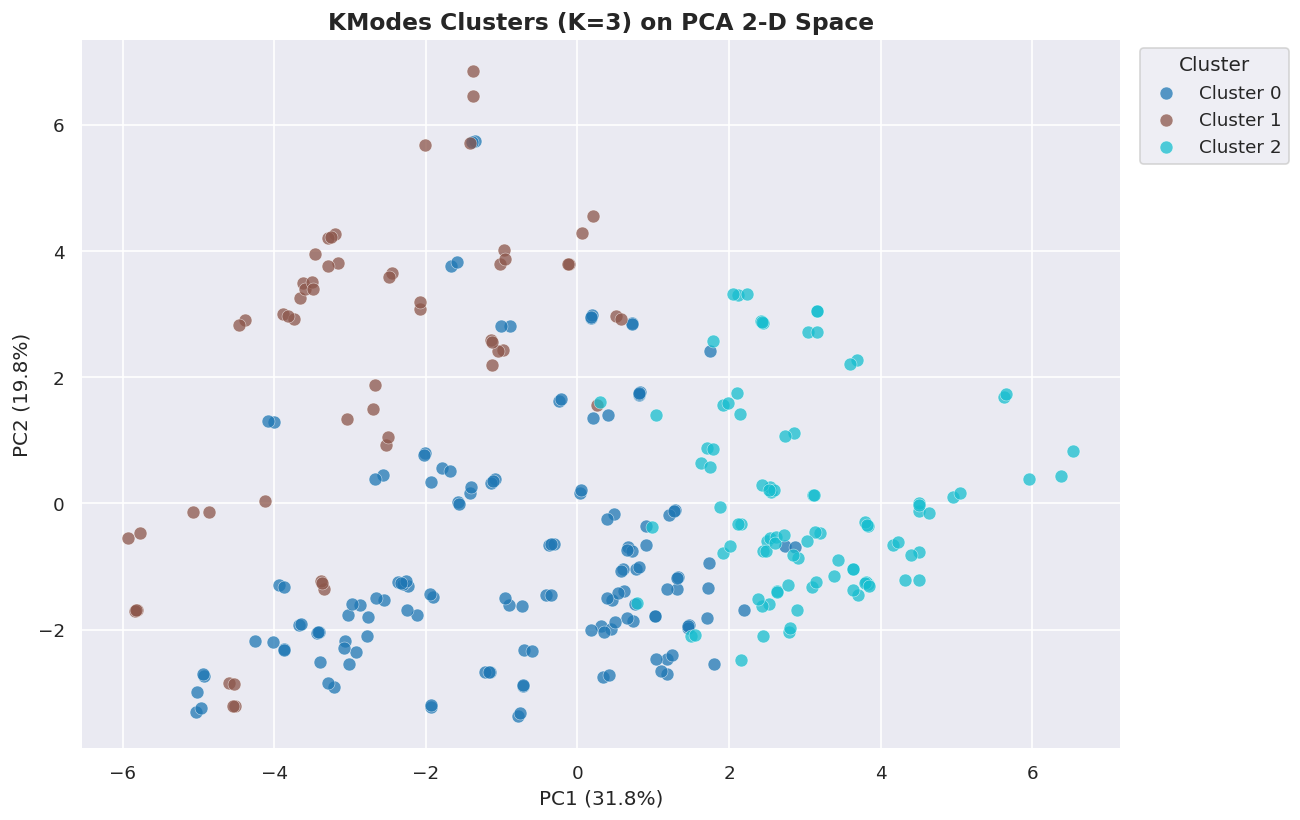 KModes Clusters (K=3) on PCA 2-D Space
Cluster
Cluster 0
Cluster 1
Cluster 2
PC2 (19.8%)
6
4
2
0
−2
−6
−4
−2
0
2
4
6
PC1 (31.8%)